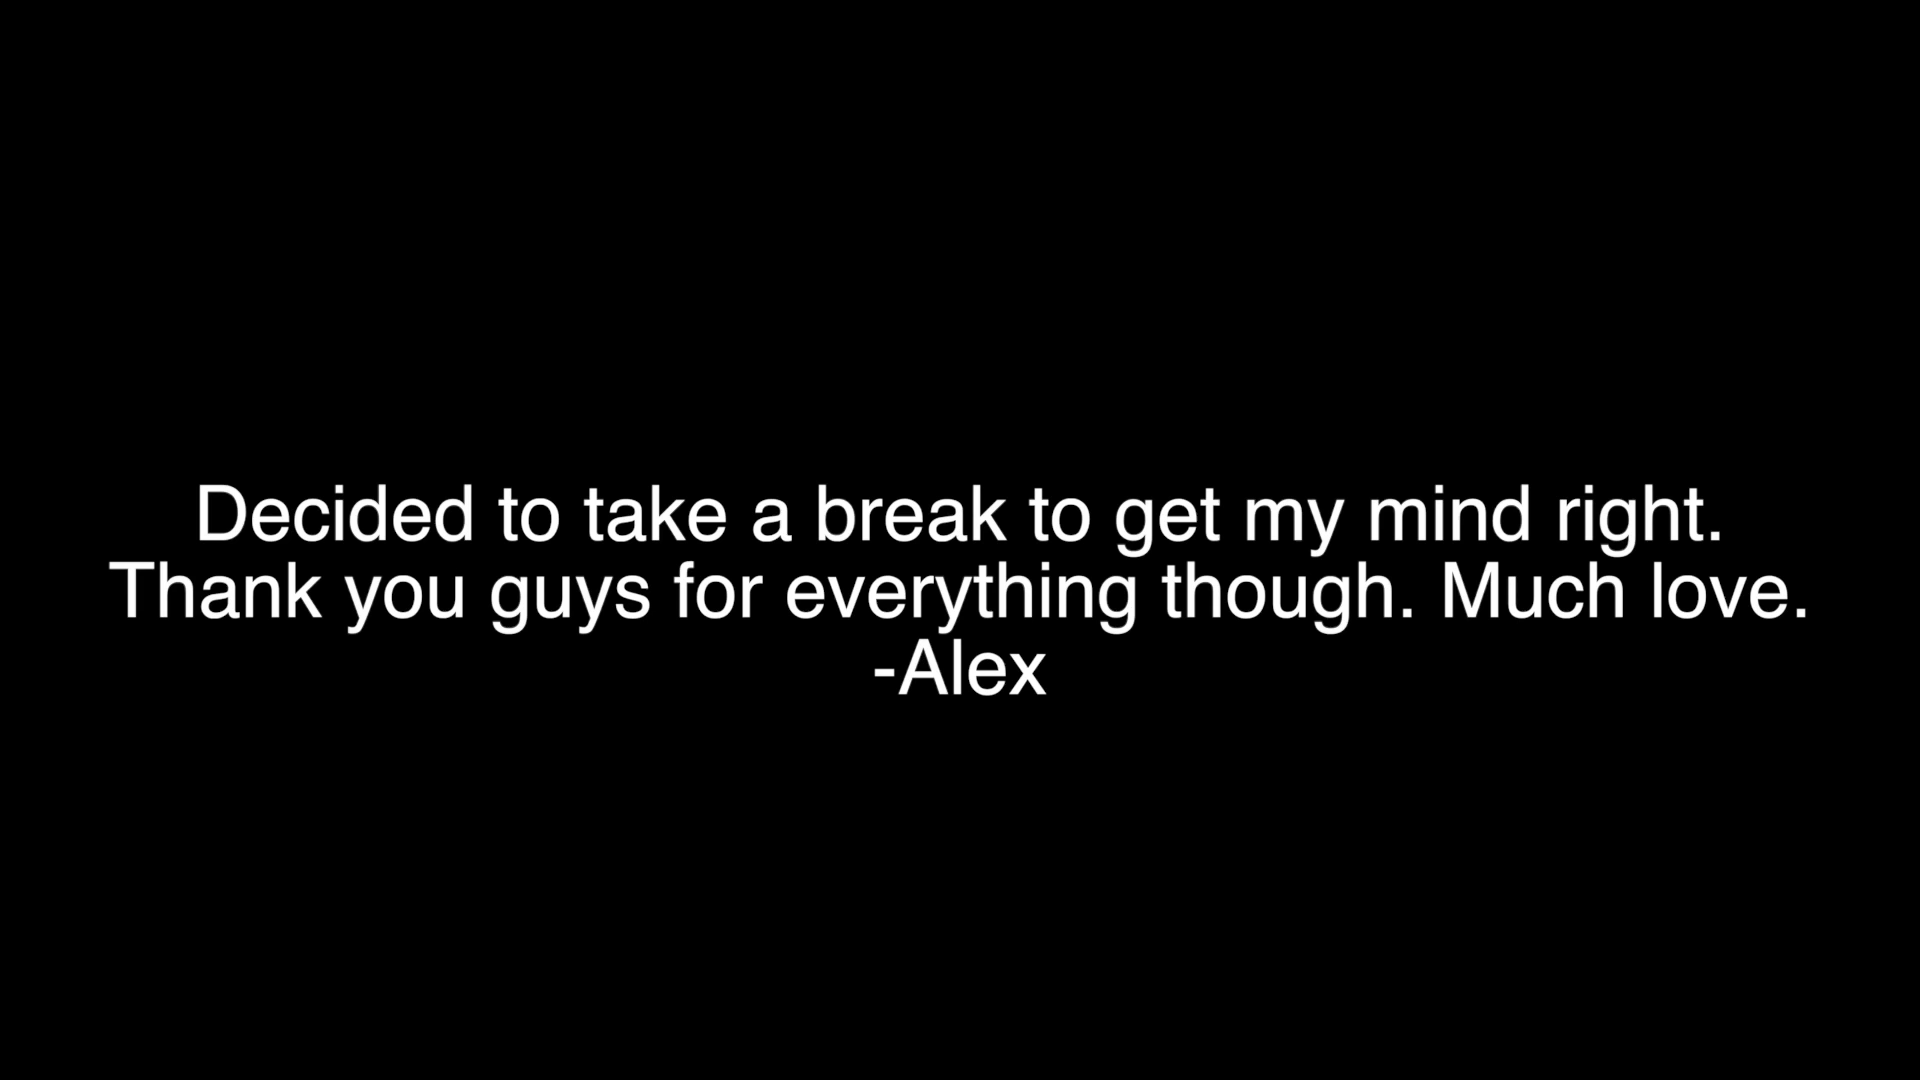 Decided to take a break to get my mind right.
Thank you guys for everything though. Much love.
-Alex